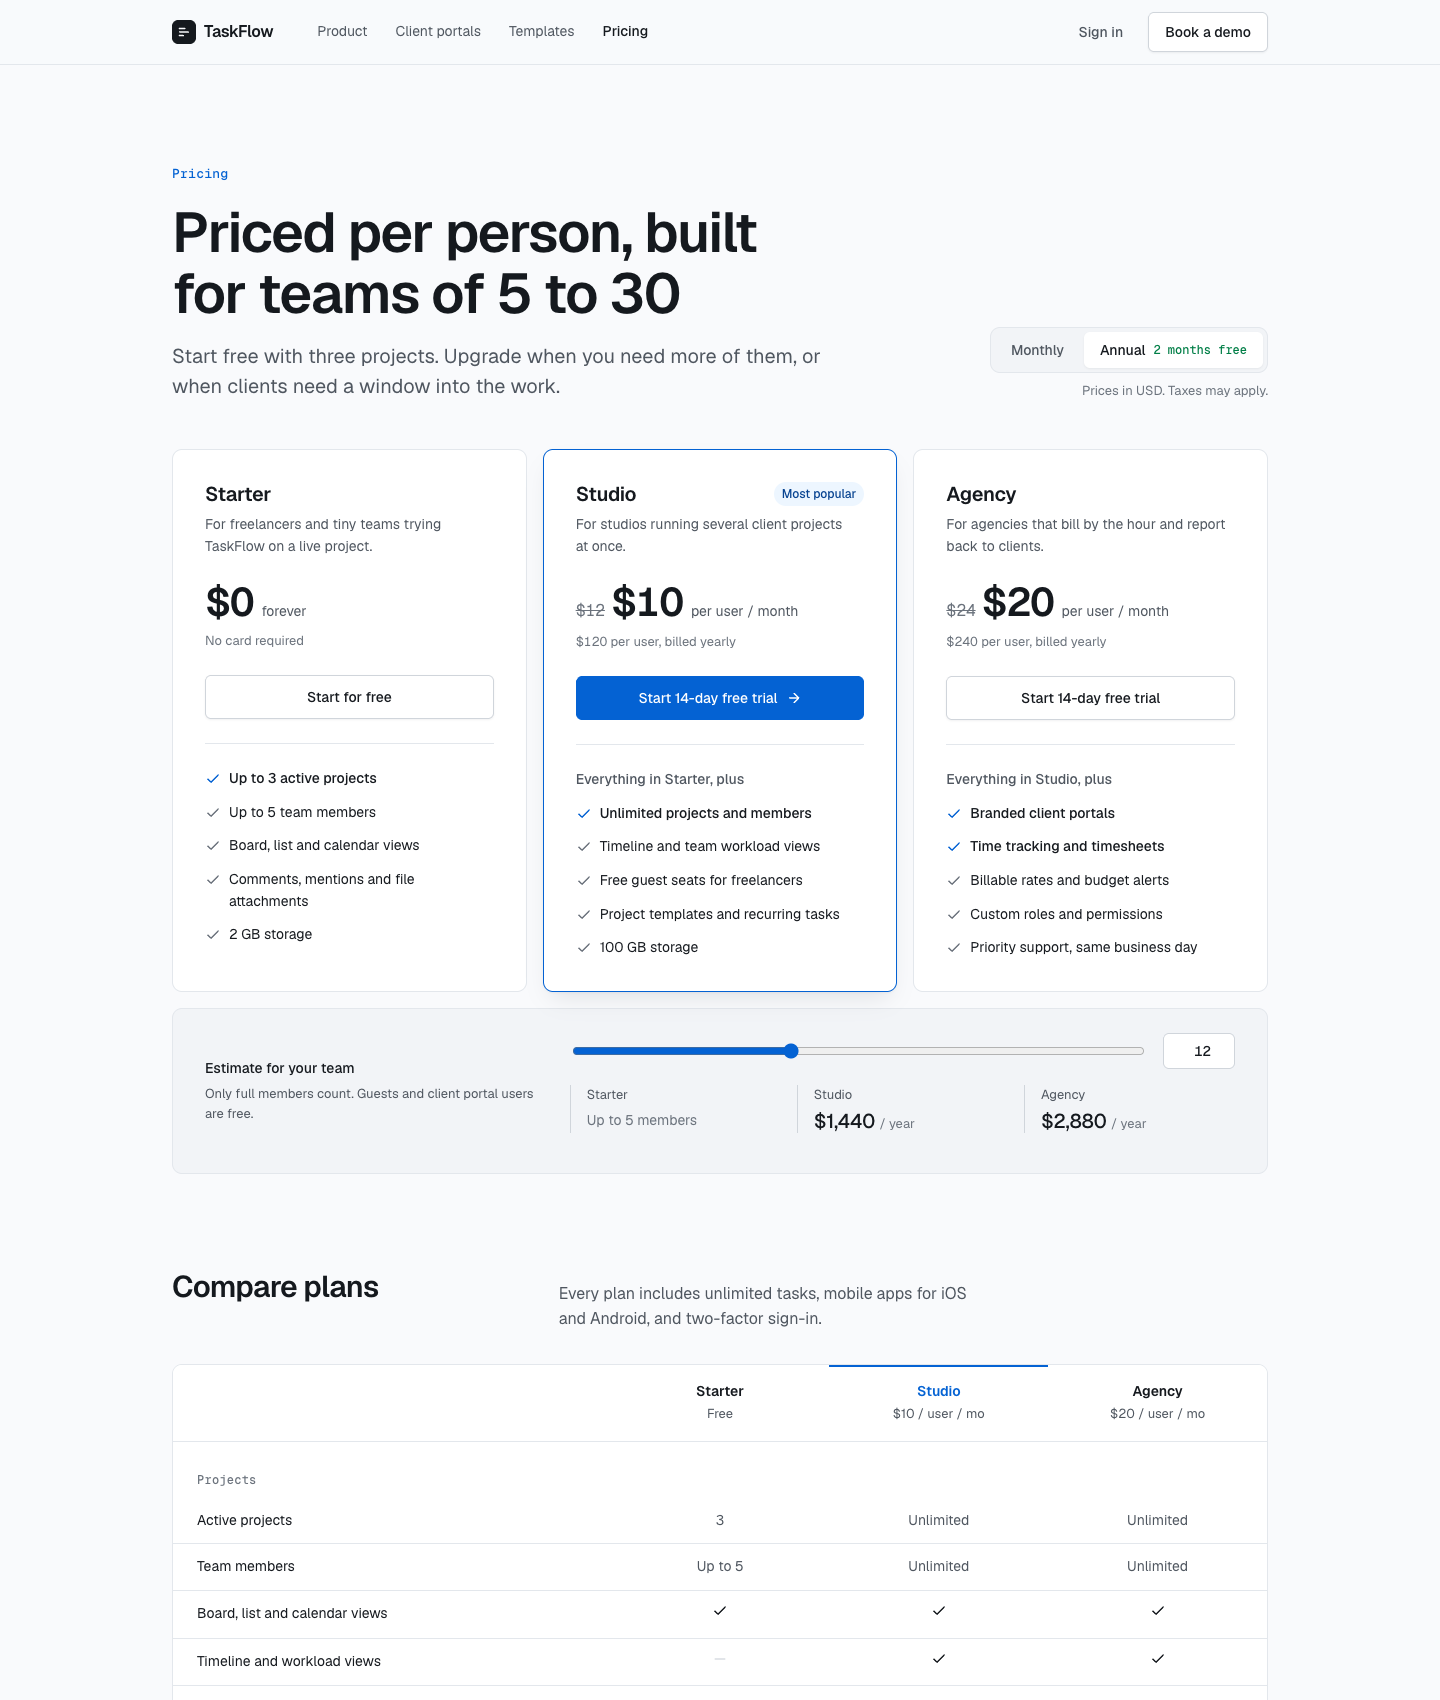 TaskFlow
Product
Client portals
Templates
Pricing
Sign in
Book a demo
Pricing
Priced per person, built
for teams of 5 to 30
Start free with three projects. Upgrade when you need more of them, or
when clients need a window into the work.
Monthly
Annual 2 months free
Prices in USD. Taxes may apply.
Starter
For freelancers and tiny teams trying
TaskFlow on a live project.
$0 forever
No card required
Start for free
Up to 3 active projects
Up to 5 team members
Board, list and calendar views
Comments, mentions and file
attachments
2 GB storage
Studio
Most popular
For studios running several client projects
at once.
$12 $10 per user / month
$120 per user, billed yearly
Start 14-day free trial
Everything in Starter, plus
Unlimited projects and members
Timeline and team workload views
Free guest seats for freelancers
Project templates and recurring tasks
100 GB storage
Agency
For agencies that bill by the hour and report
back to clients.
$24 $20 per user / month
$240 per user, billed yearly
Start 14-day free trial
Everything in Studio, plus
Branded client portals
Time tracking and timesheets
Billable rates and budget alerts
Custom roles and permissions
Priority support, same business day
Estimate for your team
Only full members count. Guests and client portal users
are free.
12
Starter
Up to 5 members
Studio
$1,440 / year
Agency
$2,880 / year
Compare plans
Every plan includes unlimited tasks, mobile apps for iOS
and Android, and two-factor sign-in.
Starter
Free
Studio
$10 / user / mo
Agency
$20 / user / mo
Projects
Active projects 3 Unlimited Unlimited
Team members Up to 5 Unlimited Unlimited
Board, list and calendar views
Timeline and workload views